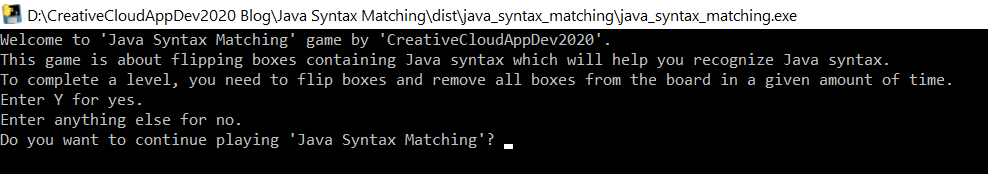 D:\CreativeCloudAppDev2020 Blog\Java Syntax Matching\dist\java_syntax_matching\java_syntax_matching.exe
Welcome to 'Java Syntax Matching' game by 'CreativeCloudAppDev2020'.
This game is about flipping boxes containing Java syntax which will help you recognize Java syntax.
To complete a level, you need to flip boxes and remove all boxes from the board in a given amount of time.
Enter Y for yes.
Enter anything else for no.
Do you want to continue playing 'Java Syntax Matching'?